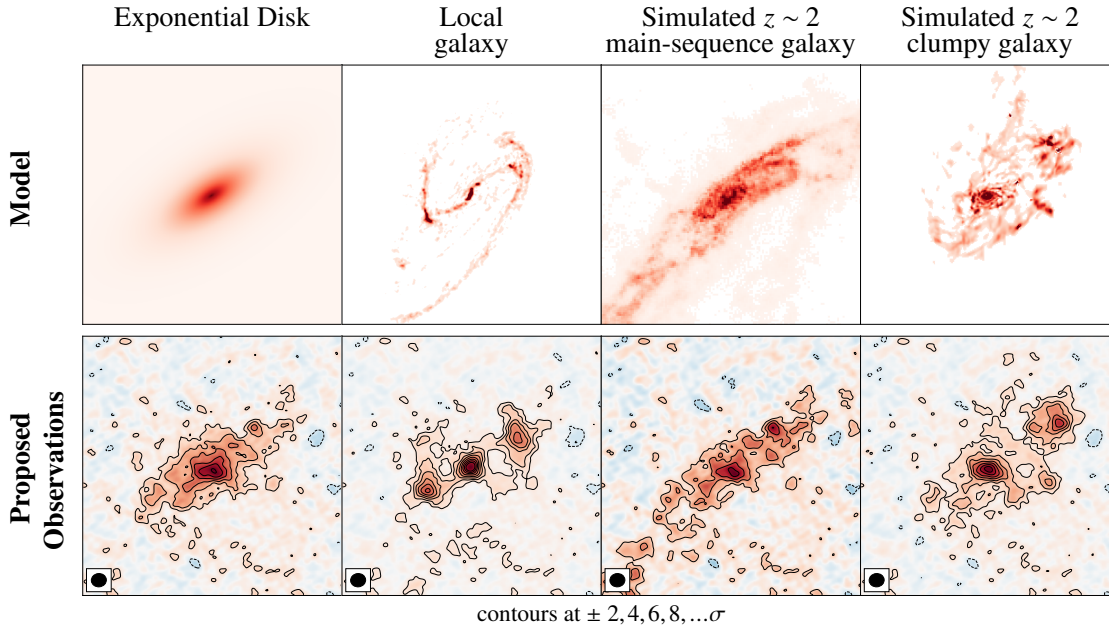 Exponential Disk
Local
galaxy
Simulated z ∼ 2
main-sequence galaxy
Simulated z ∼ 2
clumpy galaxy
Model
Proposed
Observations
contours at ± 2, 4, 6, 8, ...σ